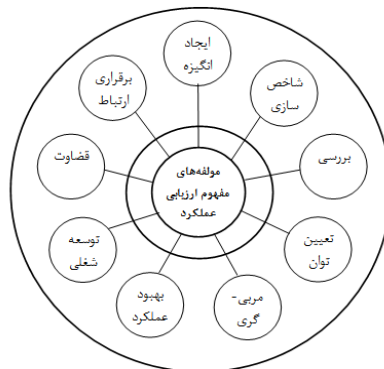 ایجاد
انگیزه
شاخص
سازی
بررسی
تعیین
توان
مربی-
گری
بهبود
عملکرد
توسعه
شغلی
قضاوت
برقراری
ارتباط
مولفه‌های
مفهوم ارزیابی
عملکرد